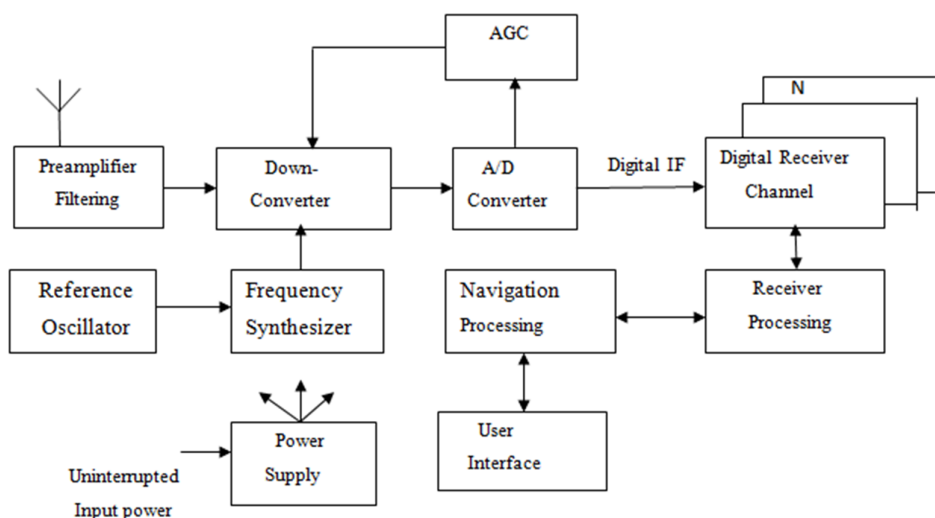 AGC
N
Preamplifier
Filtering
Down-
Converter
A/D
Converter
Digital IF
Digital Receiver
Channel
Reference
Oscillator
Frequency
Synthesizer
Navigation
Processing
Receiver
Processing
Power
Supply
User
Interface
Uninterrupted
Input power